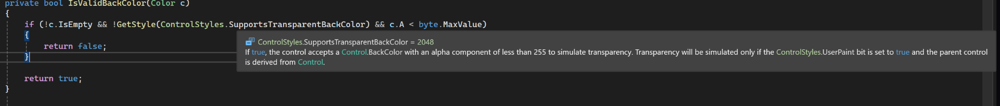 private bool IsValidBackColor(Color c)
{
if (!c.IsEmpty && !GetStyle(ControlStyles.SupportsTransparentBackColor) && c.A < byte.MaxValue)
{
ControlStyles.SupportsTransparentBackColor = 2048
return false;
If true, the control accepts a Control.BackColor with an alpha component of less than 255 to simulate transparency. Transparency will be simulated only if the ControlStyles.UserPaint bit is set to true and the parent control
}
is derived from Control.
return true;
}